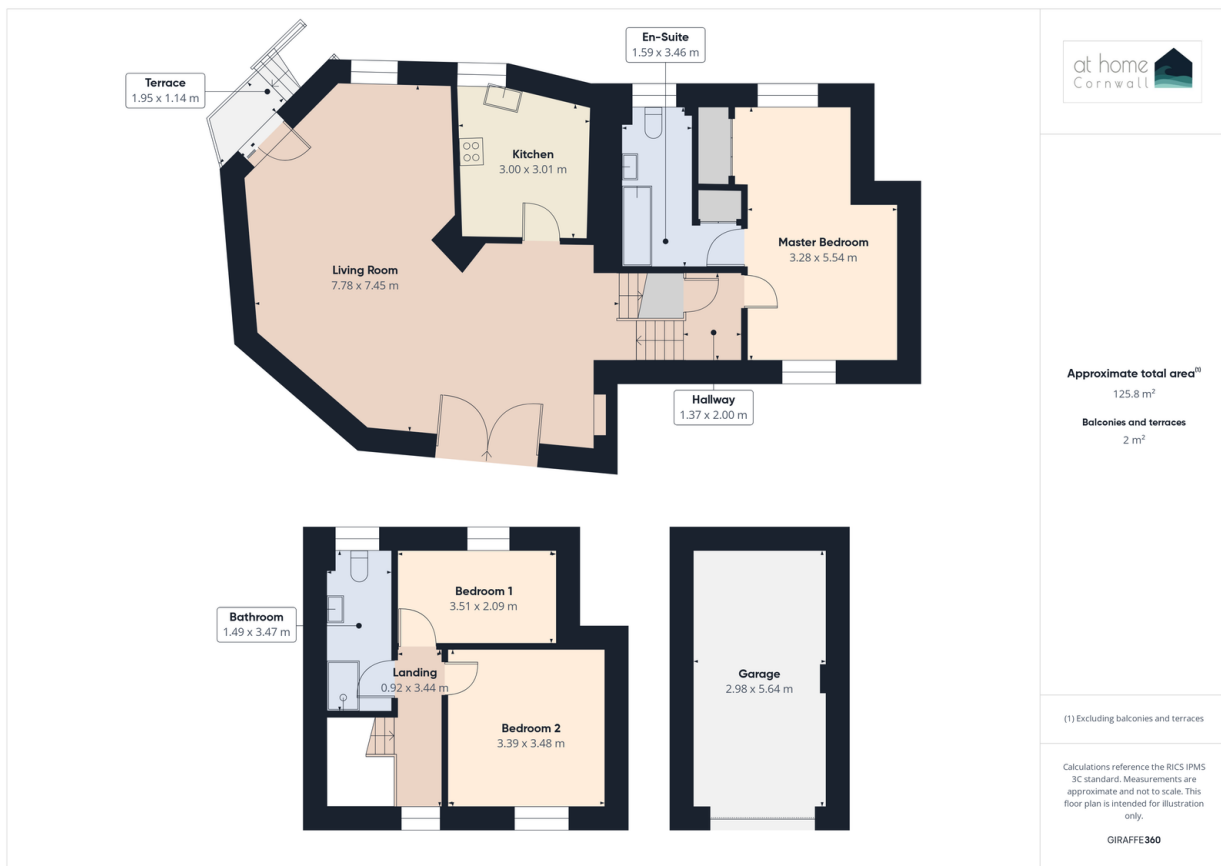 En-Suite
1.59 x 3.46 m
Terrace
1.95 x 1.14 m
Kitchen
3.00 x 3.01 m
Living Room
7.78 x 7.45 m
Master Bedroom
3.28 x 5.54 m
Hallway
1.37 x 2.00 m
Bathroom
1.49 x 3.47 m
Bedroom 1
3.51 x 2.09 m
Landing
0.92 x 3.44 m
Bedroom 2
3.39 x 3.48 m
Garage
2.98 x 5.64 m
at home
Cornwall
Approximate total area(1)
125.8 m²
Balconies and terraces
2 m²
(1) Excluding balconies and terraces
Calculations reference the RICS IPMS
3C standard. Measurements are
approximate and not to scale. This
floor plan is intended for illustration
only.
GIRAFFE360